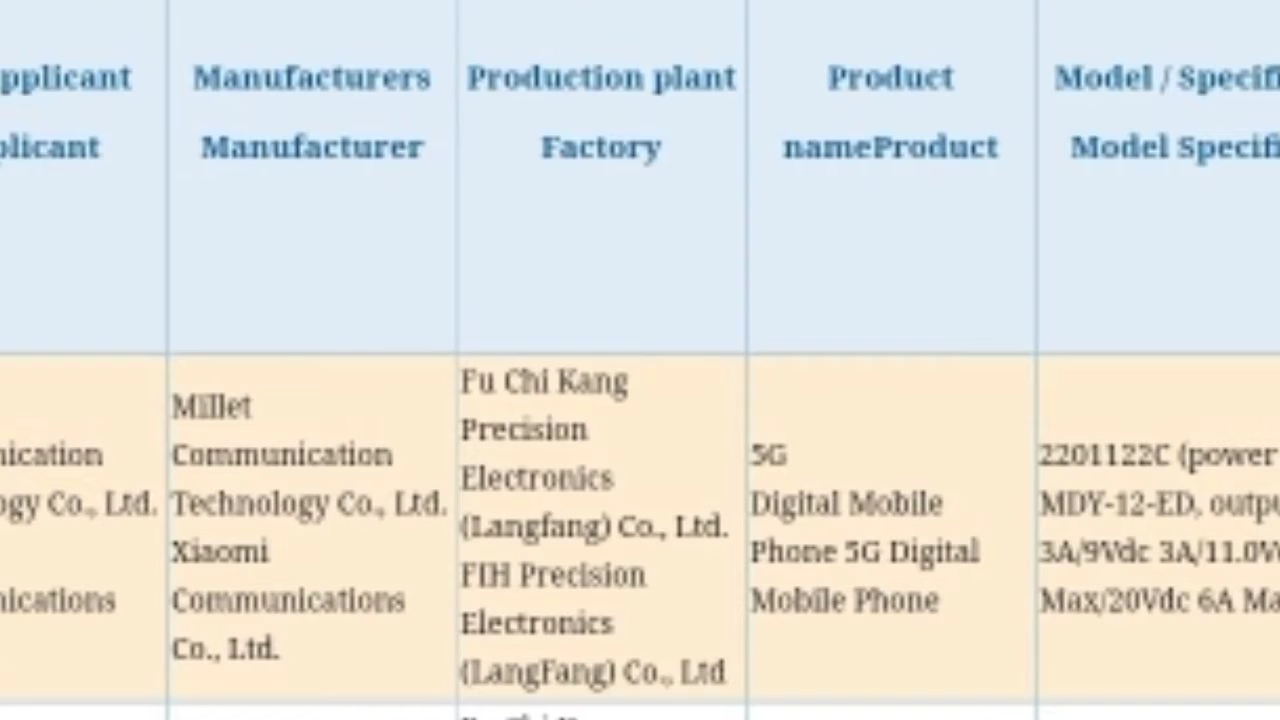 pplicant
plicant
Manufacturers
Manufacturer
Production plant
Factory
Product
nameProduct
Model / Specifi
Model Specifi
nication
ogy Co., Ltd.
nications
Millet
Communication
Technology Co., Ltd.
Xiaomi
Communications
Co., Ltd.
Fu Chi Kang
Precision
Electronics
(Langfang) Co., Ltd.
FIH Precision
Electronics
(LangFang) Co., Ltd
5G
Digital Mobile
Phone 5G Digital
Mobile Phone
2201122C (power
MDY-12-ED, outpu
3A/9Vdc 3A/11.0V
Max/20Vdc 6A Ma